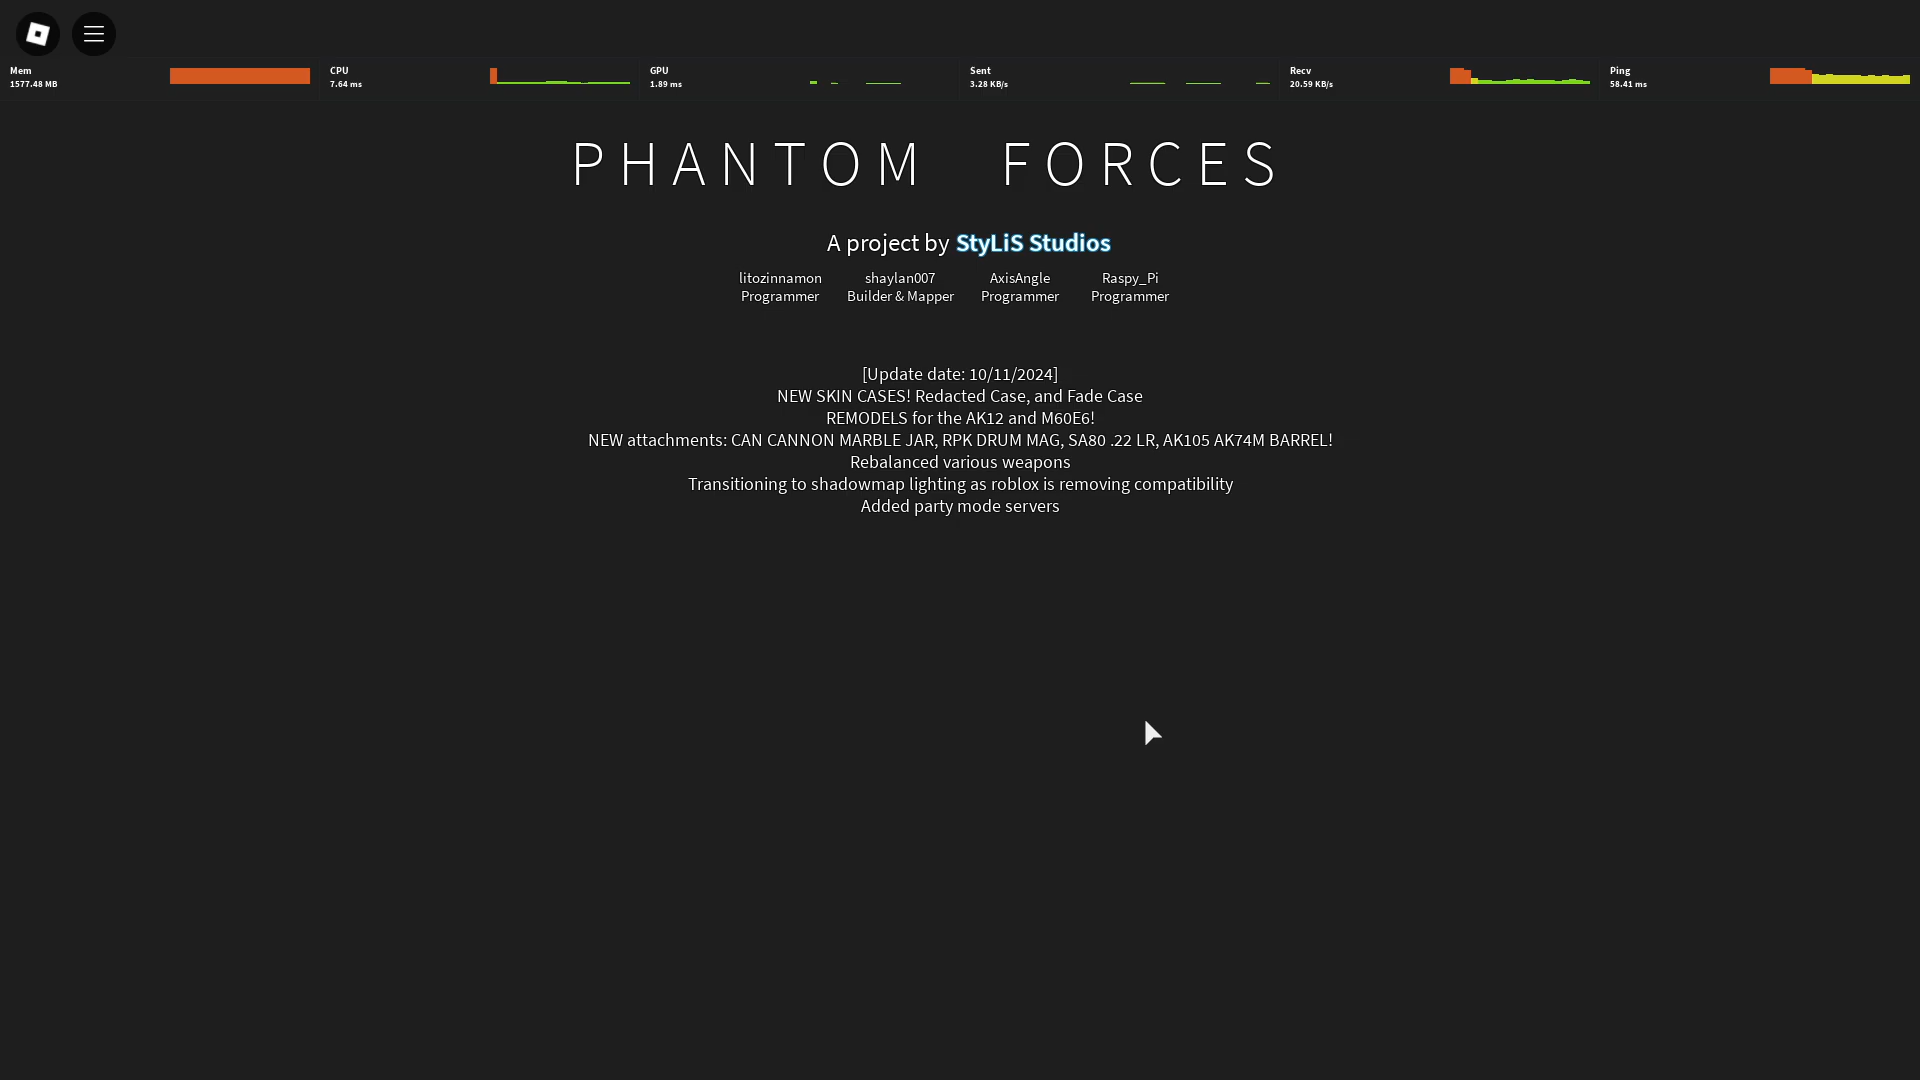 Mem
1577.48 MB
CPU
7.64 ms
GPU
1.89 ms
Sent
3.28 KB/s
Recv
20.59 KB/s
Ping
58.41 ms
PHANTOM FORCES
A project by StyLiS Studios
litozinnamon
Programmer
shaylan007
Builder & Mapper
AxisAngle
Programmer
Raspy_Pi
Programmer
[Update date: 10/11/2024]
NEW SKIN CASES! Redacted Case, and Fade Case
REMODELS for the AK12 and M60E6!
NEW attachments: CAN CANNON MARBLE JAR, RPK DRUM MAG, SA80 .22 LR, AK105 AK74M BARREL!
Rebalanced various weapons
Transitioning to shadowmap lighting as roblox is removing compatibility
Added party mode servers